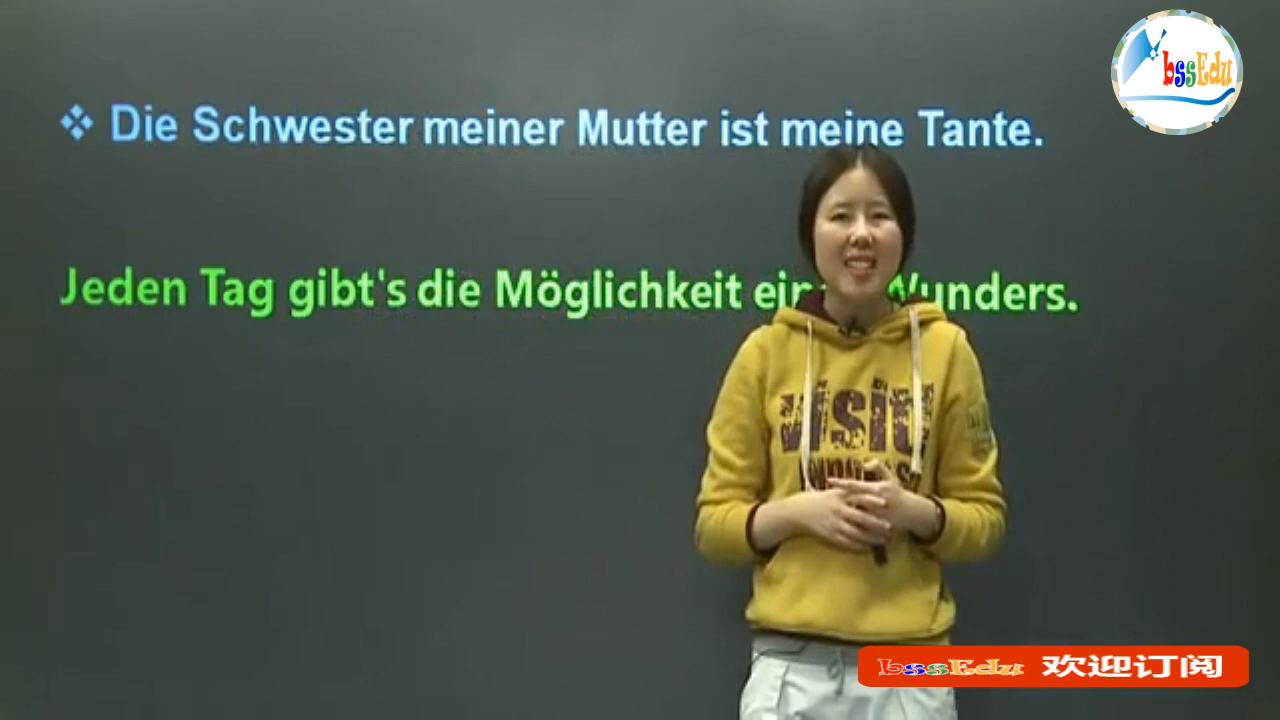 bssEdu
Die Schwester meiner Mutter ist meine Tante.
Jeden Tag gibt's die Möglichkeit Wunders.
bssEdu 欢迎订阅